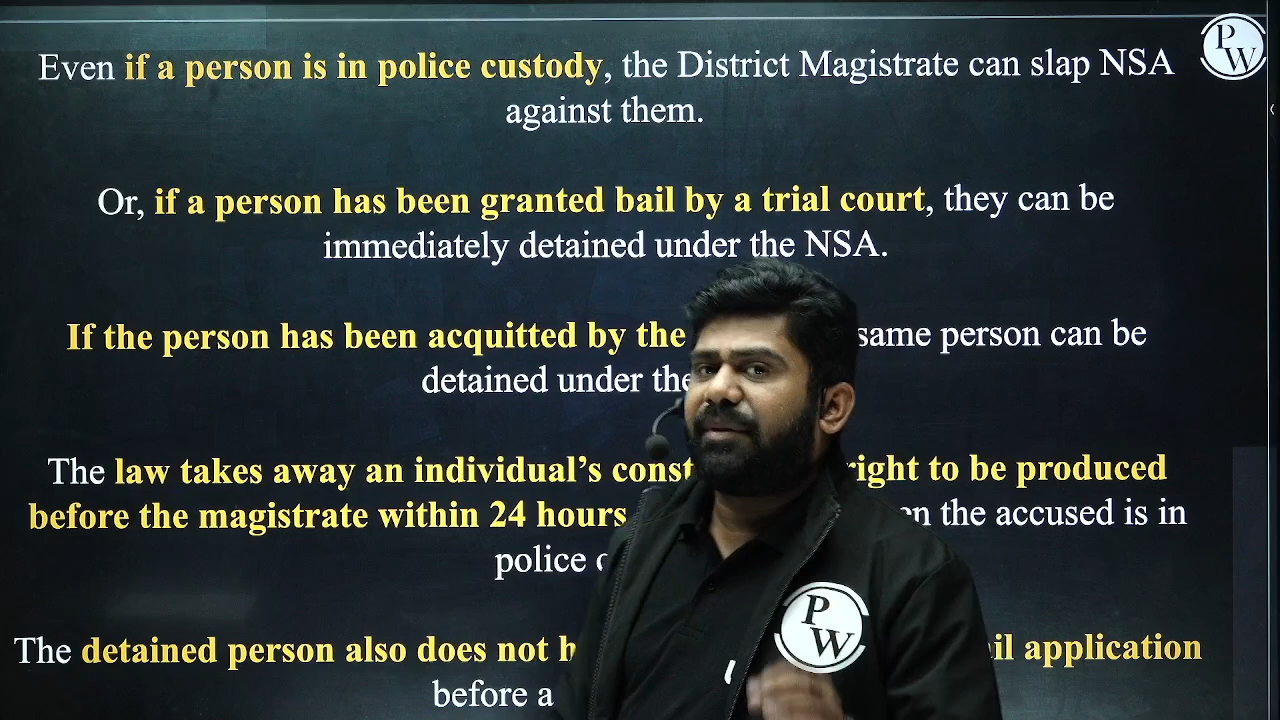 Even if a person is in police custody, the District Magistrate can slap NSA
against them.
Or, if a person has been granted bail by a trial court, they can be
immediately detained under the NSA.
If the person has been acquitted by the same person can be
detained under the
The law takes away an individual's right to be produced
before the magistrate within 24 hours the accused is in
police
The detained person also does not application
before a
PW
PW